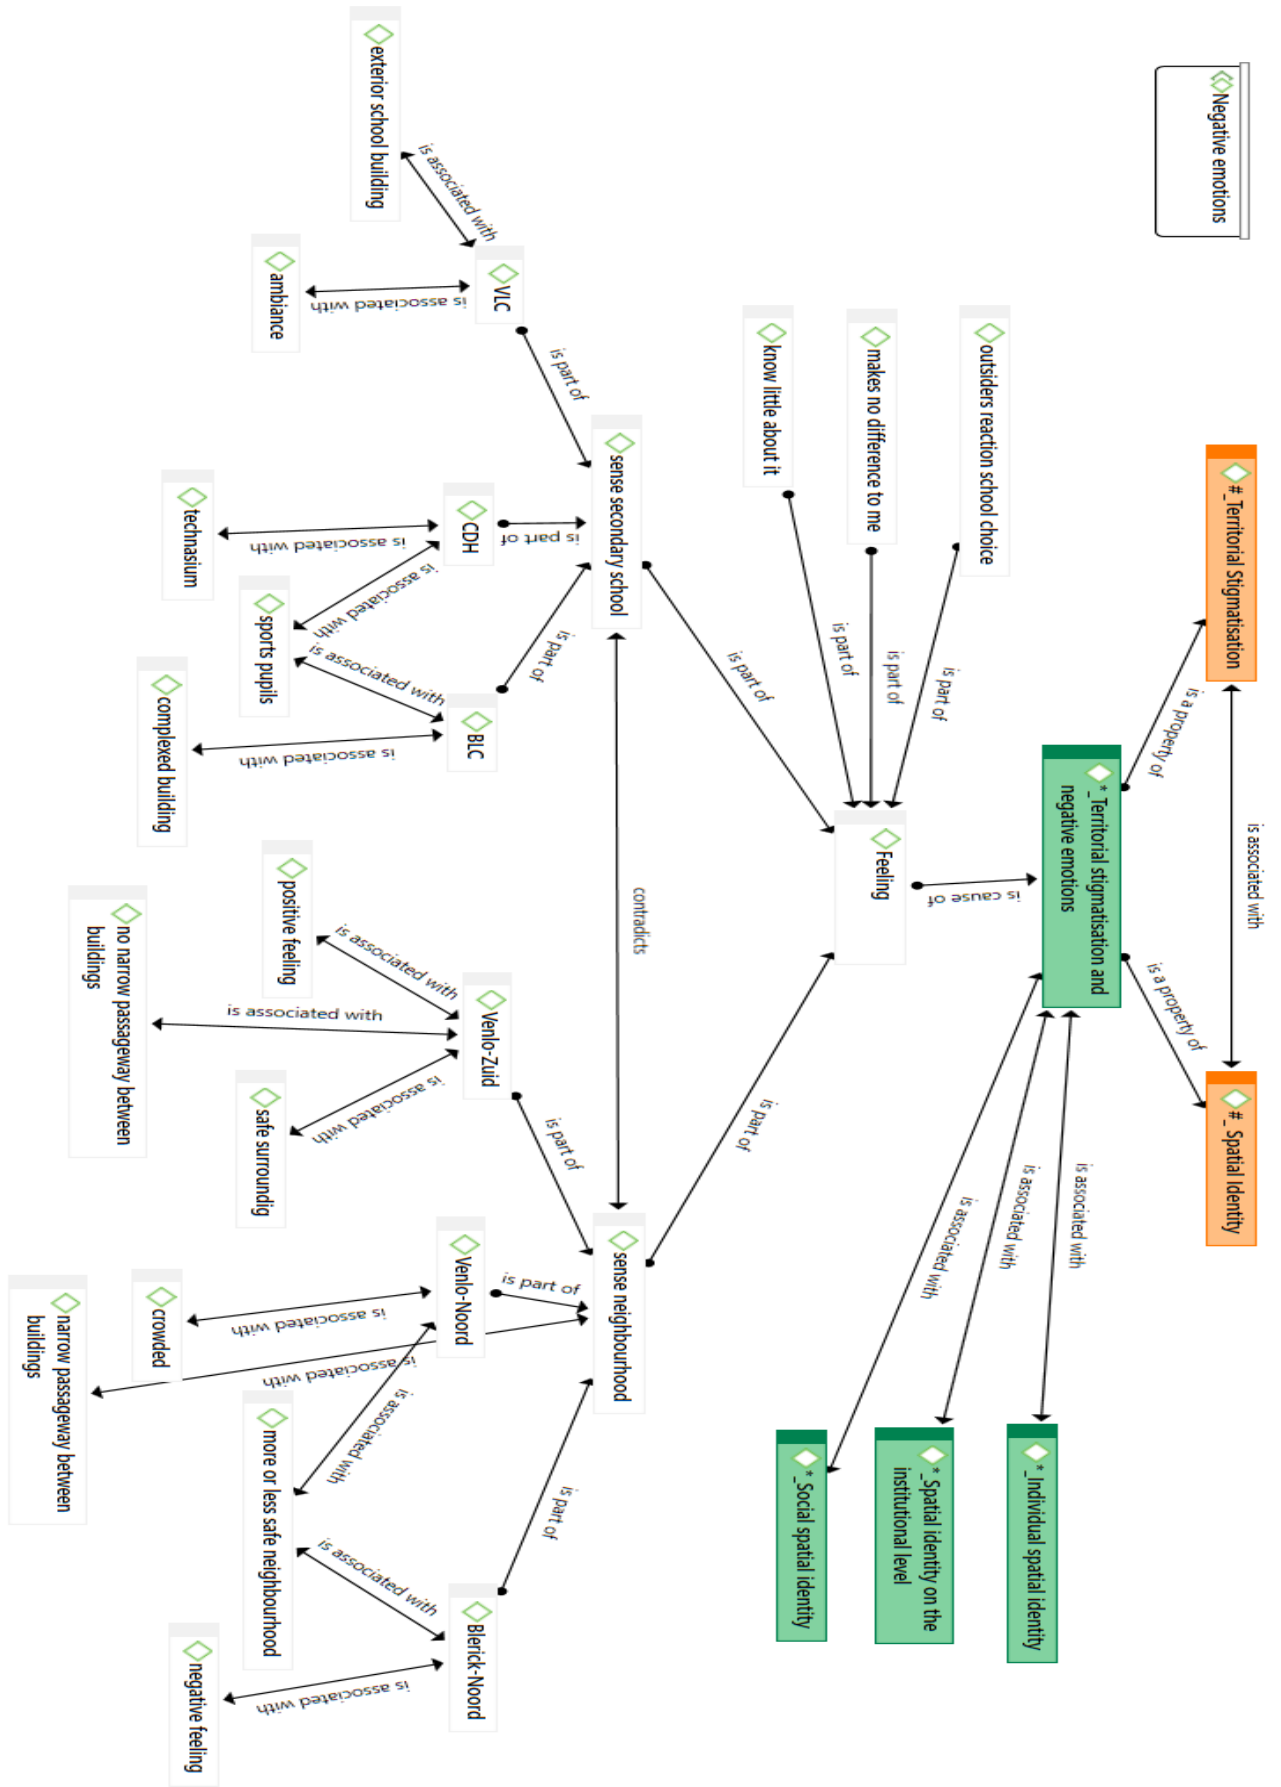 Negative emotions
#_Territorial Stigmatisation
is associated with
#_ Spatial Identity
is a property of
is a property of
*_Territorial stigmatisation and
negative emotions
is associated with
is associated with
is associated with
*_Individual spatial identity
*_Spatial identity on the
institutional level
*_Social spatial identity
is cause of
outsiders reaction school choice
makes no difference to me
know little about it
is part of
is part of
is part of
Feeling
is part of
is part of
sense secondary school
contradicts
sense neighbourhood
is part of
is part of
is part of
is part of
is part of
is part of
VLC
CDH
BLC
Venlo-Zuid
Venlo-Noord
Blerick-Noord
is associated with
is associated with
is associated with
is associated with
is associated with
is associated with
is associated with
is associated with
is associated with
is associated with
is associated with
is associated with
is associated with
is associated with
exterior school building
ambiance
technasium
sports pupils
complexed building
positive feeling
no narrow passageway between
buildings
safe surroundig
crowded
narrow passageway between
buildings
more or less safe neighbourhood
negative feeling